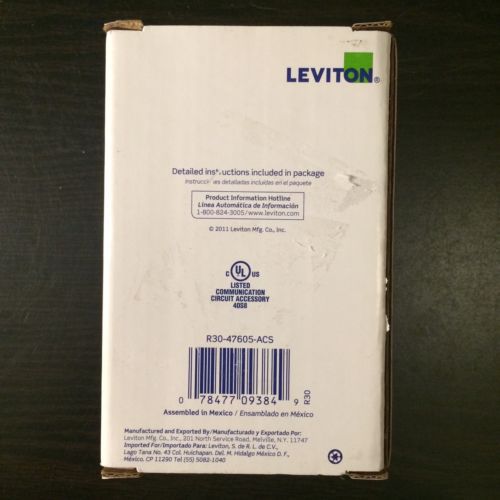 LEVITON®
Detailed ins uctions included in package
Instrucci es detalladas incluidas en el paquete
Product Information Hotline
Línea Automática de Información
1-800-824-3005/www.leviton.com
© 2011 Leviton Mfg. Co., Inc.
C UL US
LISTED
COMMUNICATION
CIRCUIT ACCESSORY
40S8
R30-47605-ACS
0 78477 09384 9
R30
Assembled in Mexico / Ensamblado en México
Manufactured and Exported By/Manufacturado y Exportado Por:
Leviton Mfg. Co., Inc., 201 North Service Road, Melville, N.Y. 11747
Imported For/Importado Para: Leviton, S. de R. L. de C.V.,
Lago Tana No. 43 Col. Huichapan, Del. M. Hidalgo México D. F.,
México, CP 11290 Tel (55) 5082-1040